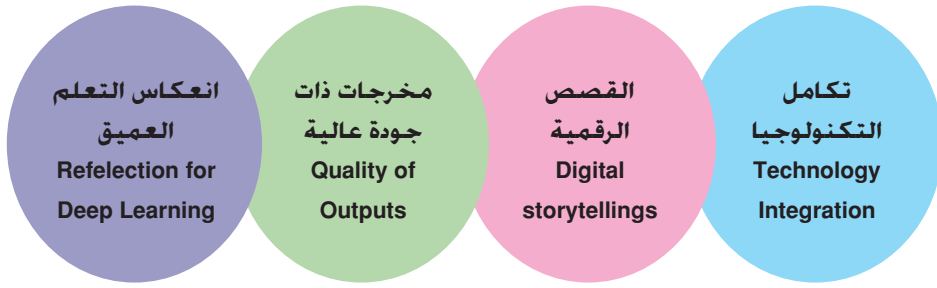 تكامل
التكنولوجيا
Technology
Integration
القصص
الرقمية
Digital
storytellings
مخرجات ذات
جودة عالية
Quality of
Outputs
انعكاس التعلم
العميق
Refelection for
Deep Learning